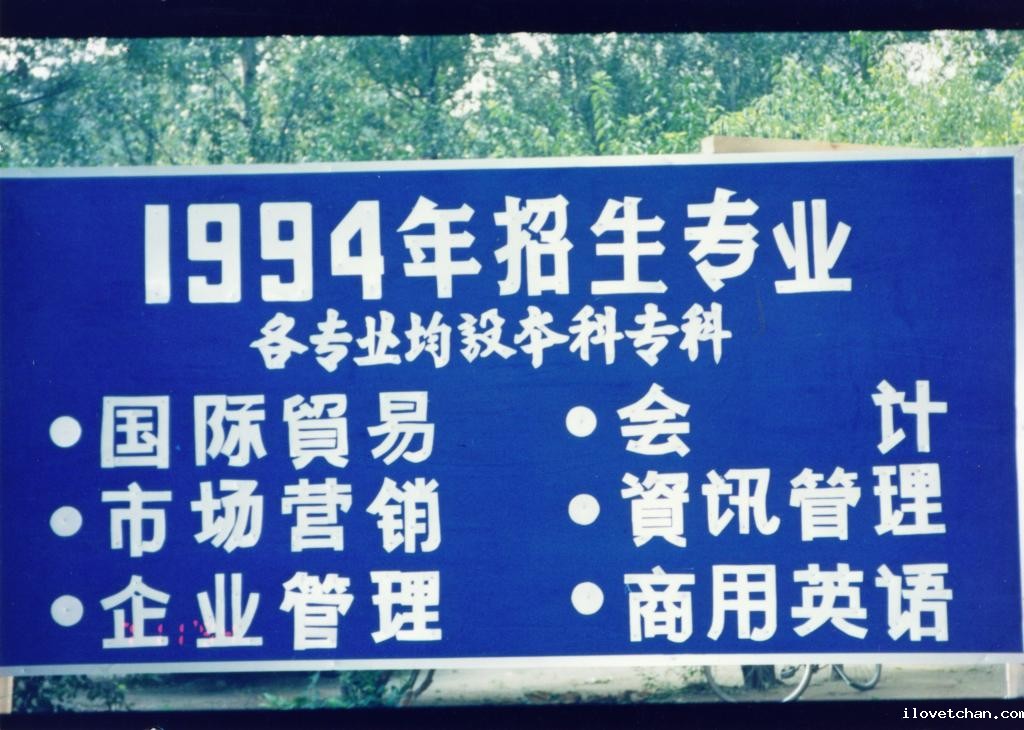 1994年招生专业
各专业均設本科专科
•国际貿易 •会 计
•市场营销 •資讯管理
•企业管理 •商用英语
ilovetchan.com